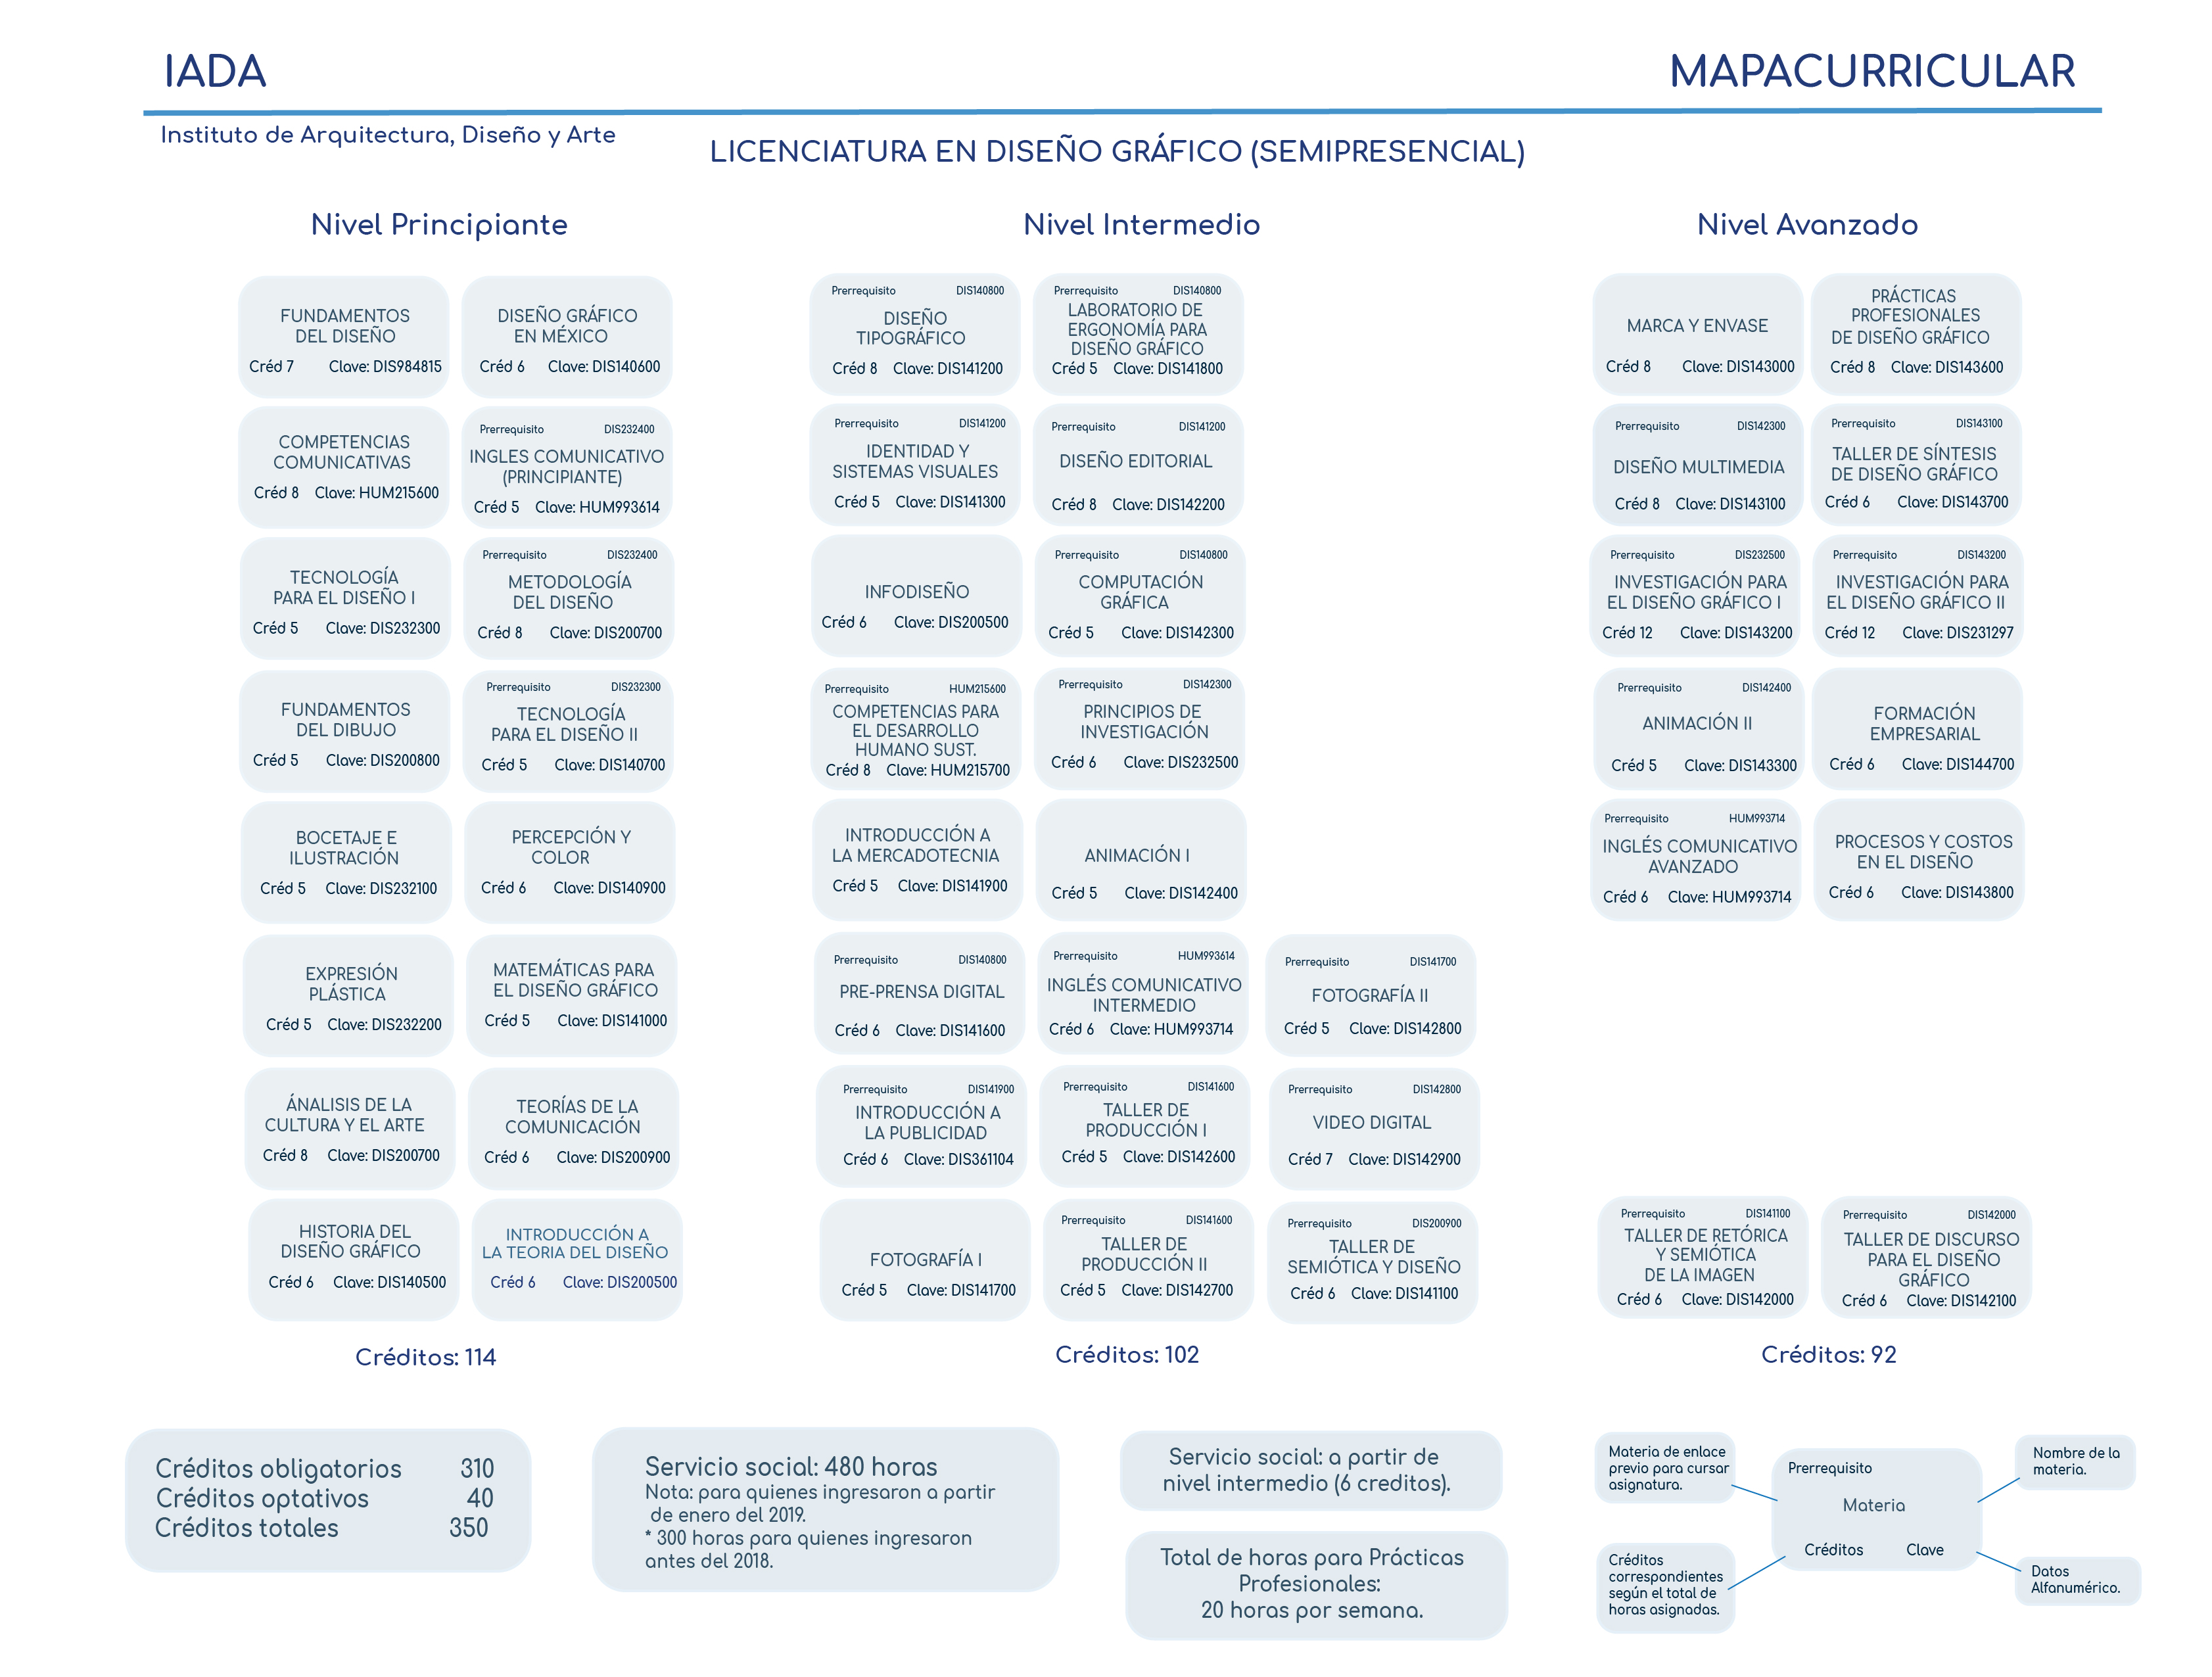 IADA
MAPACURRICULAR
Instituto de Arquitectura, Diseño y Arte
LICENCIATURA EN DISEÑO GRÁFICO (SEMIPRESENCIAL)
Nivel Principiante
FUNDAMENTOS
DEL DISEÑO
Créd 7 Clave: DIS984815
DISEÑO GRÁFICO
EN MÉXICO
Créd 6 Clave: DIS140600
COMPETENCIAS
COMUNICATIVAS
Créd 8 Clave: HUM215600
Prerrequisito DIS232400
INGLES COMUNICATIVO
(PRINCIPIANTE)
Créd 5 Clave: HUM993614
TECNOLOGÍA
PARA EL DISEÑO I
Créd 5 Clave: DIS232300
Prerrequisito DIS232400
METODOLOGÍA
DEL DISEÑO
Créd 8 Clave: DIS200700
FUNDAMENTOS
DEL DIBUJO
Créd 5 Clave: DIS200800
Prerrequisito DIS232300
TECNOLOGÍA
PARA EL DISEÑO II
Créd 5 Clave: DIS140700
BOCETAJE E
ILUSTRACIÓN
Créd 5 Clave: DIS232100
PERCEPCIÓN Y
COLOR
Créd 6 Clave: DIS140900
EXPRESIÓN
PLÁSTICA
Créd 5 Clave: DIS232200
MATEMÁTICAS PARA
EL DISEÑO GRÁFICO
Créd 5 Clave: DIS141000
ÁNALISIS DE LA
CULTURA Y EL ARTE
Créd 8 Clave: DIS200700
TEORÍAS DE LA
COMUNICACIÓN
Créd 6 Clave: DIS200900
HISTORIA DEL
DISEÑO GRÁFICO
Créd 6 Clave: DIS140500
INTRODUCCIÓN A
LA TEORIA DEL DISEÑO
Créd 6 Clave: DIS200500
Créditos: 114
Nivel Intermedio
Prerrequisito DIS140800
DISEÑO
TIPOGRÁFICO
Créd 8 Clave: DIS141200
Prerrequisito DIS140800
LABORATORIO DE
ERGONOMÍA PARA
DISEÑO GRÁFICO
Créd 5 Clave: DIS141800
Prerrequisito DIS141200
IDENTIDAD Y
SISTEMAS VISUALES
Créd 5 Clave: DIS141300
Prerrequisito DIS141200
DISEÑO EDITORIAL
Créd 8 Clave: DIS142200
INFODISEÑO
Créd 6 Clave: DIS200500
Prerrequisito DIS140800
COMPUTACIÓN
GRÁFICA
Créd 5 Clave: DIS142300
Prerrequisito HUM215600
COMPETENCIAS PARA
EL DESARROLLO
HUMANO SUST.
Créd 8 Clave: HUM215700
Prerrequisito DIS142300
PRINCIPIOS DE
INVESTIGACIÓN
Créd 6 Clave: DIS232500
INTRODUCCIÓN A
LA MERCADOTECNIA
Créd 5 Clave: DIS141900
ANIMACIÓN I
Créd 5 Clave: DIS142400
Prerrequisito DIS140800
PRE-PRENSA DIGITAL
Créd 6 Clave: DIS141600
Prerrequisito HUM993614
INGLÉS COMUNICATIVO
INTERMEDIO
Créd 6 Clave: HUM993714
Prerrequisito DIS141700
FOTOGRAFÍA II
Créd 5 Clave: DIS142800
Prerrequisito DIS141900
INTRODUCCIÓN A
LA PUBLICIDAD
Créd 6 Clave: DIS361104
Prerrequisito DIS141600
TALLER DE
PRODUCCIÓN I
Créd 5 Clave: DIS142600
Prerrequisito DIS142800
VIDEO DIGITAL
Créd 7 Clave: DIS142900
FOTOGRAFÍA I
Créd 5 Clave: DIS141700
Prerrequisito DIS141600
TALLER DE
PRODUCCIÓN II
Créd 5 Clave: DIS142700
Prerrequisito DIS200900
TALLER DE
SEMIÓTICA Y DISEÑO
Créd 6 Clave: DIS141100
Créditos: 102
Nivel Avanzado
MARCA Y ENVASE
Créd 8 Clave: DIS143000
PRÁCTICAS
PROFESIONALES
DE DISEÑO GRÁFICO
Créd 8 Clave: DIS143600
Prerrequisito DIS142300
DISEÑO MULTIMEDIA
Créd 8 Clave: DIS143100
Prerrequisito DIS143100
TALLER DE SÍNTESIS
DE DISEÑO GRÁFICO
Créd 6 Clave: DIS143700
Prerrequisito DIS232500
INVESTIGACIÓN PARA
EL DISEÑO GRÁFICO I
Créd 12 Clave: DIS143200
Prerrequisito DIS143200
INVESTIGACIÓN PARA
EL DISEÑO GRÁFICO II
Créd 12 Clave: DIS231297
Prerrequisito DIS142400
ANIMACIÓN II
Créd 5 Clave: DIS143300
FORMACIÓN
EMPRESARIAL
Créd 6 Clave: DIS144700
Prerrequisito HUM993714
INGLÉS COMUNICATIVO
AVANZADO
Créd 6 Clave: HUM993714
PROCESOS Y COSTOS
EN EL DISEÑO
Créd 6 Clave: DIS143800
Prerrequisito DIS141100
TALLER DE RETÓRICA
Y SEMIÓTICA
DE LA IMAGEN
Créd 6 Clave: DIS142000
Prerrequisito DIS142000
TALLER DE DISCURSO
PARA EL DISEÑO
GRÁFICO
Créd 6 Clave: DIS142100
Créditos: 92
Créditos obligatorios 310
Créditos optativos 40
Créditos totales 350
Servicio social: 480 horas
Nota: para quienes ingresaron a partir
de enero del 2019.
* 300 horas para quienes ingresaron
antes del 2018.
Servicio social: a partir de
nivel intermedio (6 creditos).
Total de horas para Prácticas
Profesionales:
20 horas por semana.
Materia de enlace
previo para cursar
asignatura.
Créditos
correspondientes
según el total de
horas asignadas.
Prerrequisito
Materia
Créditos Clave
Nombre de la
materia.
Datos
Alfanumérico.